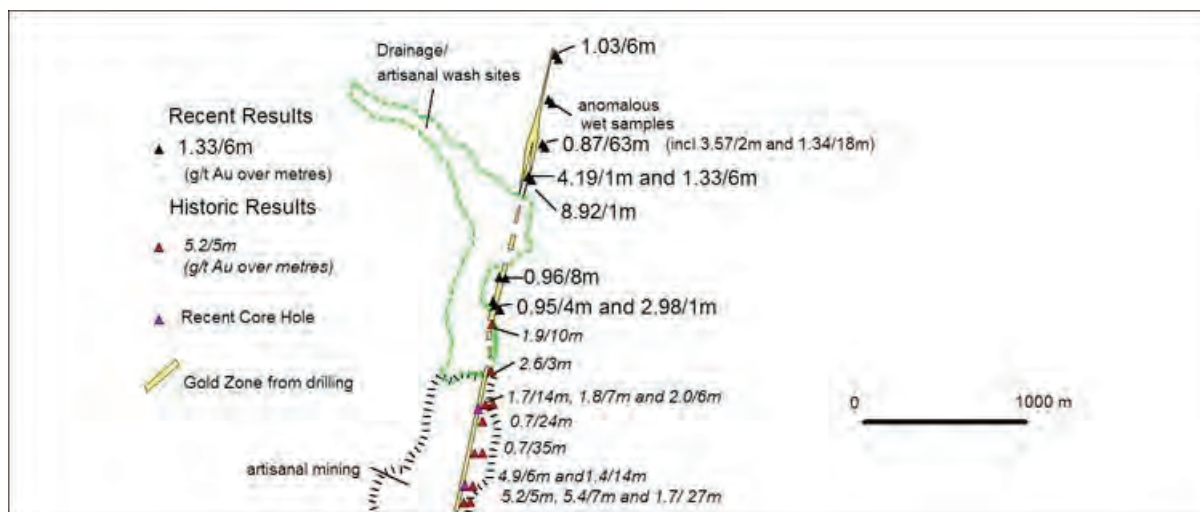 Drainage/
artisanal wash sites
Recent Results
1.33/6m
(g/t Au over metres)
Historic Results
5.2/5m
(g/t Au over metres)
Recent Core Hole
Gold Zone from drilling
artisanal mining
1.03/6m
anomalous
wet samples
0.87/63m (incl 3.57/2m and 1.34/18m)
4.19/1m and 1.33/6m
8.92/1m
0.96/8m
0.95/4m and 2.98/1m
1.9/10m
2.6/3m
1.7/14m, 1.8/7m and 2.0/6m
0.7/24m
0.7/35m
4.9/6m and1.4/14m
5.2/5m, 5.4/7m and 1.7/ 27m
0 1000 m